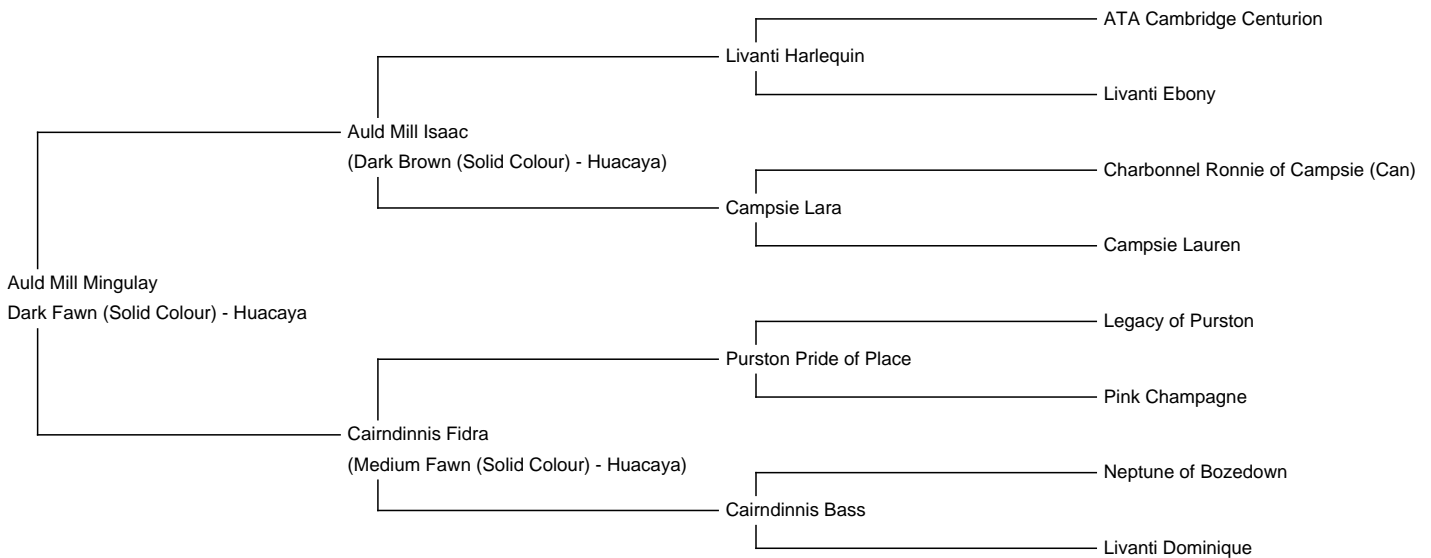 ATA Cambridge Centurion
Livanti Harlequin
Livanti Ebony
Auld Mill Isaac
(Dark Brown (Solid Colour) - Huacaya)
Charbonnel Ronnie of Campsie (Can)
Campsie Lara
Campsie Lauren
Auld Mill Mingulay
Dark Fawn (Solid Colour) - Huacaya
Legacy of Purston
Purston Pride of Place
Pink Champagne
Cairndinnis Fidra
(Medium Fawn (Solid Colour) - Huacaya)
Neptune of Bozedown
Cairndinnis Bass
Livanti Dominique